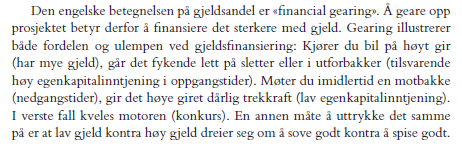 Den engelske betegnelsen på gjeldsandel er «financial gearing». Å geare opp
prosjektet betyr derfor å finansiere det sterkere med gjeld. Gearing illustrerer
både fordelen og ulempen ved gjeldsfinansiering: Kjører du bil på høyt gir
(har mye gjeld), går det fykende lett på sletter eller i utforbakker (tilsvarende
høy egenkapitalinntjening i oppgangstider). Møter du imidlertid en motbakke
(nedgangstider), gir det høye giret dårlig trekkraft (lav egenkapitalinntjening).
I verste fall kveles motoren (konkurs). En annen måte å uttrykke det samme
på er at lav gjeld kontra høy gjeld dreier seg om å sove godt kontra å spise godt.